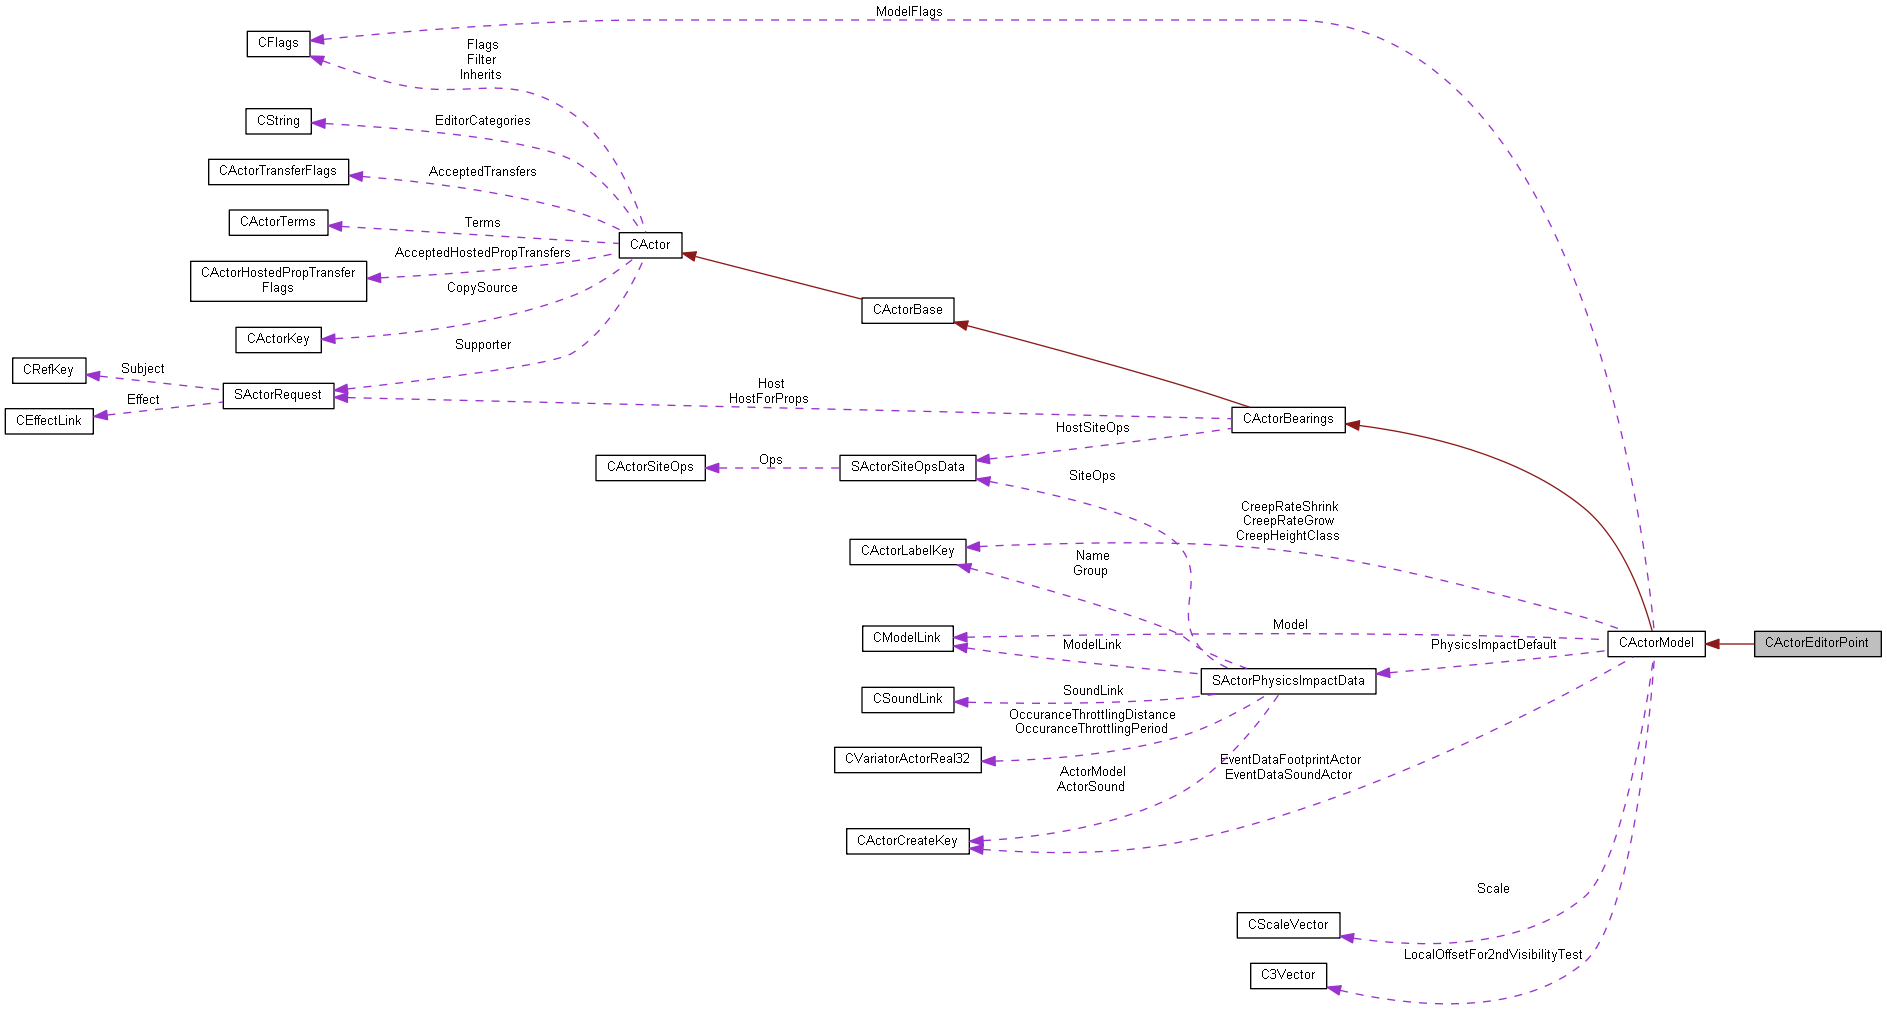 ModelFlags
CFlags
Flags
Filter
Inherits
CString
EditorCategories
CActorTransferFlags
AcceptedTransfers
CActorTerms
Terms
CActor
AcceptedHostedPropTransfers
CActorHostedPropTransfer
Flags
CopySource
CActorBase
CActorKey
Supporter
CRefKey
Subject
SActorRequest
Effect
CEffectLink
Host
HostForProps
CActorBearings
HostSiteOps
CActorSiteOps
Ops
SActorSiteOpsData
SiteOps
CreepRateShrink
CreepRateGrow
CreepHeightClass
CActorLabelKey
Name
Group
CModelLink
Model
ModelLink
PhysicsImpactDefault
CActorModel
CActorEditorPoint
SActorPhysicsImpactData
CSoundLink
SoundLink
OccuranceThrottlingDistance
OccuranceThrottlingPeriod
CVariatorActorReal32
EventDataFootprintActor
EventDataSoundActor
ActorModel
ActorSound
CActorCreateKey
Scale
CScaleVector
LocalOffsetFor2ndVisibilityTest
C3Vector